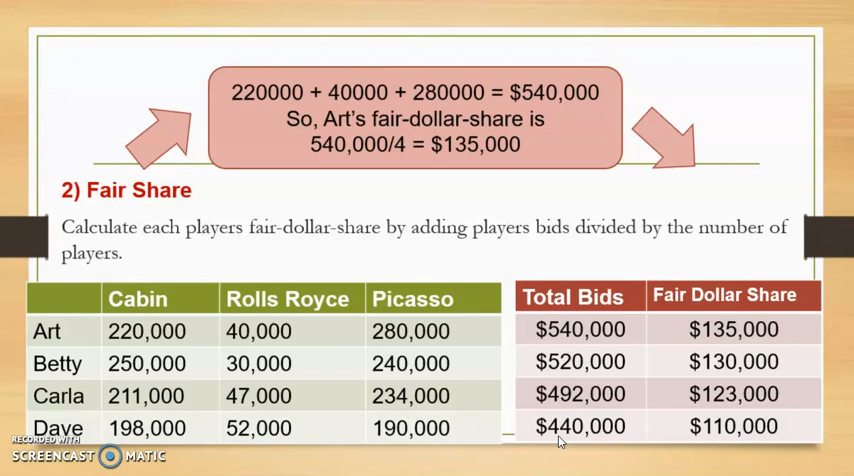 220000 + 40000 + 280000 = $540,000
So, Art's fair-dollar-share is
540,000/4 = $135,000
2) Fair Share
Calculate each players fair-dollar-share by adding players bids divided by the number of
players.
Cabin Rolls Royce Picasso Total Bids Fair Dollar Share
Art 220,000 40,000 280,000 $540,000 $135,000
Betty 250,000 30,000 240,000 $520,000 $130,000
Carla 211,000 47,000 234,000 $492,000 $123,000
Dave 198,000 52,000 190,000 $440,000 $110,000
RECORDED WITH
SCREENCAST MATIC